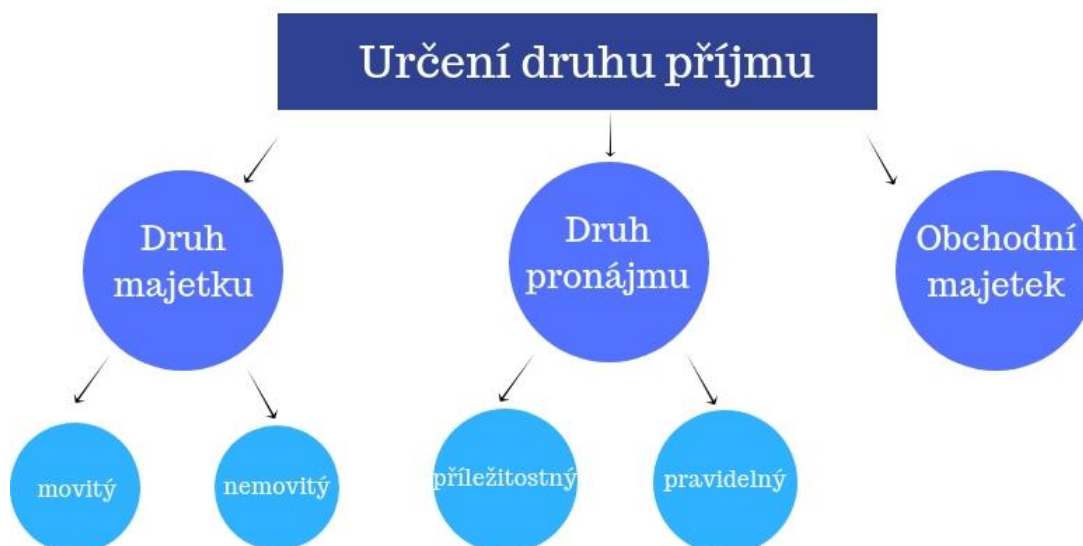 Určení druhu příjmu
Druh
majetku
Druh
pronájmu
Obchodní
majetek
movitý
nemovitý
příležitostný
pravidelný